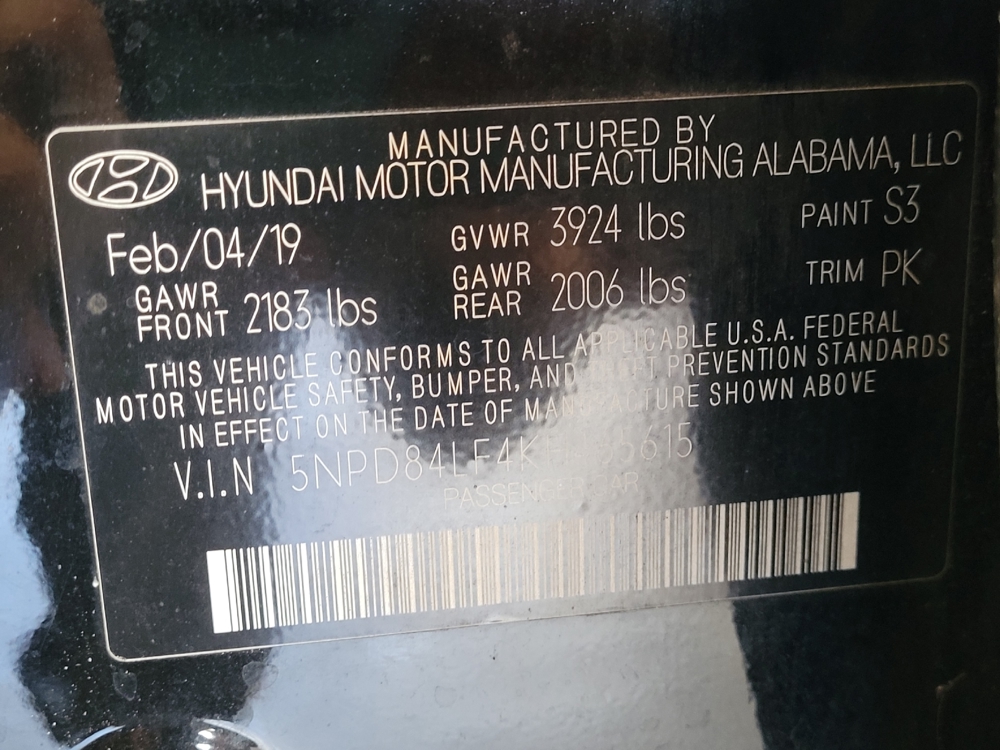 MANUFACTURED BY
HYUNDAI MOTOR MANUFACTURING ALABAMA, LLC
Feb/04/19 GVWR 3924 lbs PAINT S3
GAWR FRONT 2183 lbs GAWR REAR 2006 lbs TRIM PK
THIS VEHICLE CONFORMS TO ALL APPLICABLE U.S.A. FEDERAL
MOTOR VEHICLE SAFETY, BUMPER, AND THEFT PREVENTION STANDARDS
IN EFFECT ON THE DATE OF MANUFACTURE SHOWN ABOVE
V.I.N
PASSENGER CAR